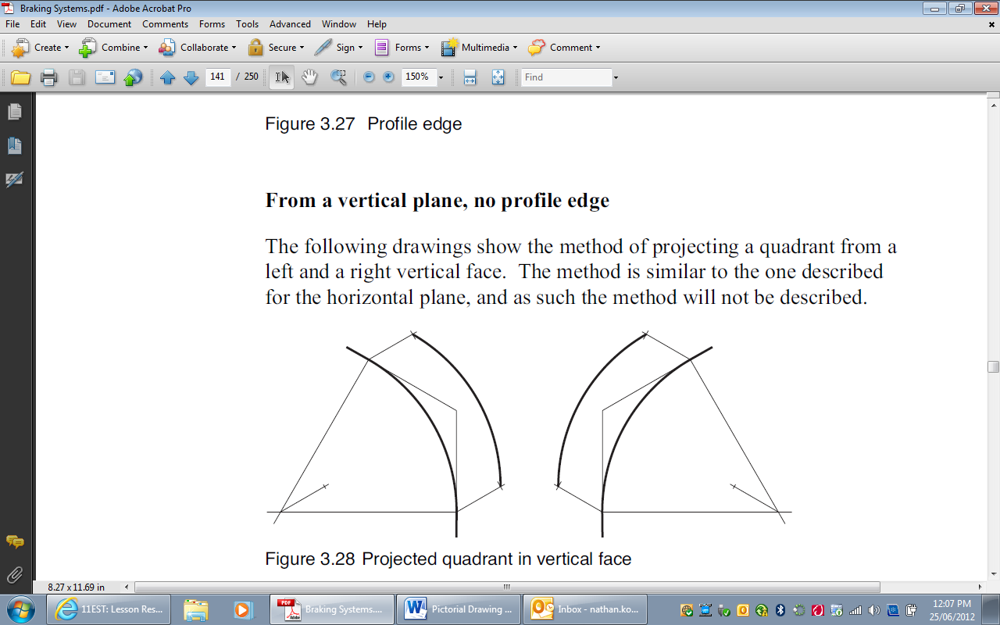 Braking Systems.pdf - Adobe Acrobat Pro
File Edit View Document Comments Forms Tools Advanced Window Help
Create Combine Collaborate Secure Sign Forms Multimedia Comment
141 / 250 150% Find
Figure 3.27 Profile edge
From a vertical plane, no profile edge
The following drawings show the method of projecting a quadrant from a
left and a right vertical face. The method is similar to the one described
for the horizontal plane, and as such the method will not be described.
Figure 3.28 Projected quadrant in vertical face
8.27 x 11.69 in
11EST: Lesson Res... PDF Adobe Braking Systems.... Pictorial Drawing ... Inbox - nathan.ko...
12:07 PM
25/06/2012